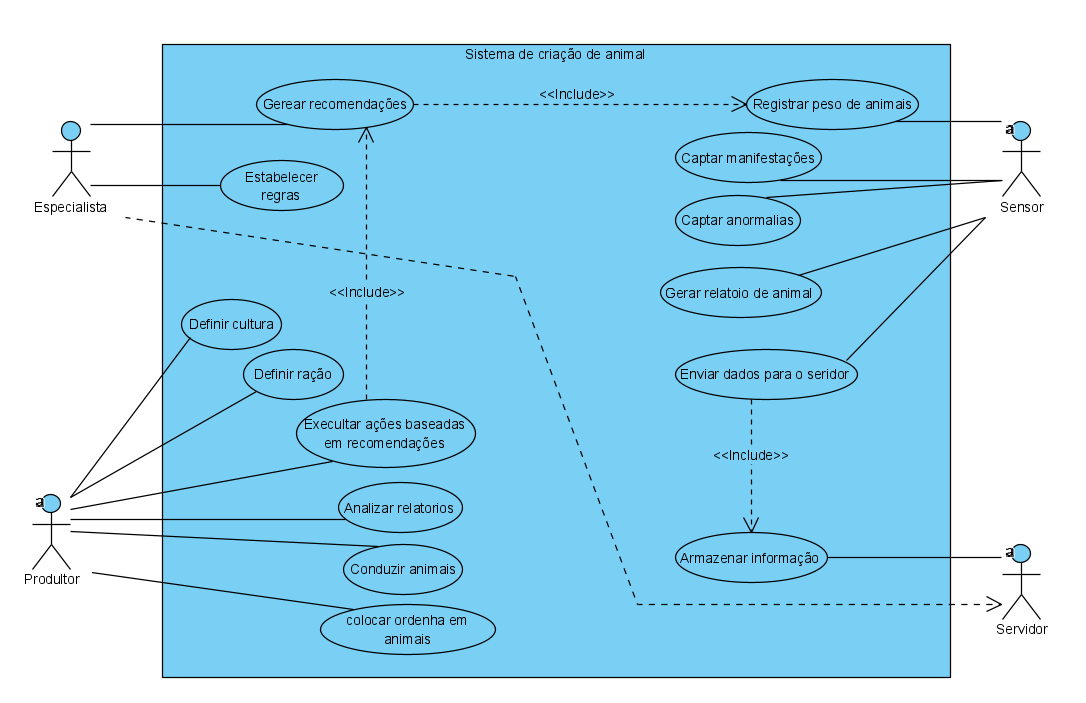 Sistema de criação de animal
Gerear recomendações
<<Include>>
Registrar peso de animais
a
Especialista
Estabelecer
regras
Captar manifestações
Captar anormalias
Sensor
<<Include>>
Gerar relatoio de animal
Definir cultura
Definir ração
Enviar dados para o seridor
Execultar ações baseadas
em recomendações
<<Include>>
a
Produltor
Analizar relatorios
Conduzir animais
colocar ordenha em
animais
Armazenar informação
a
Servidor